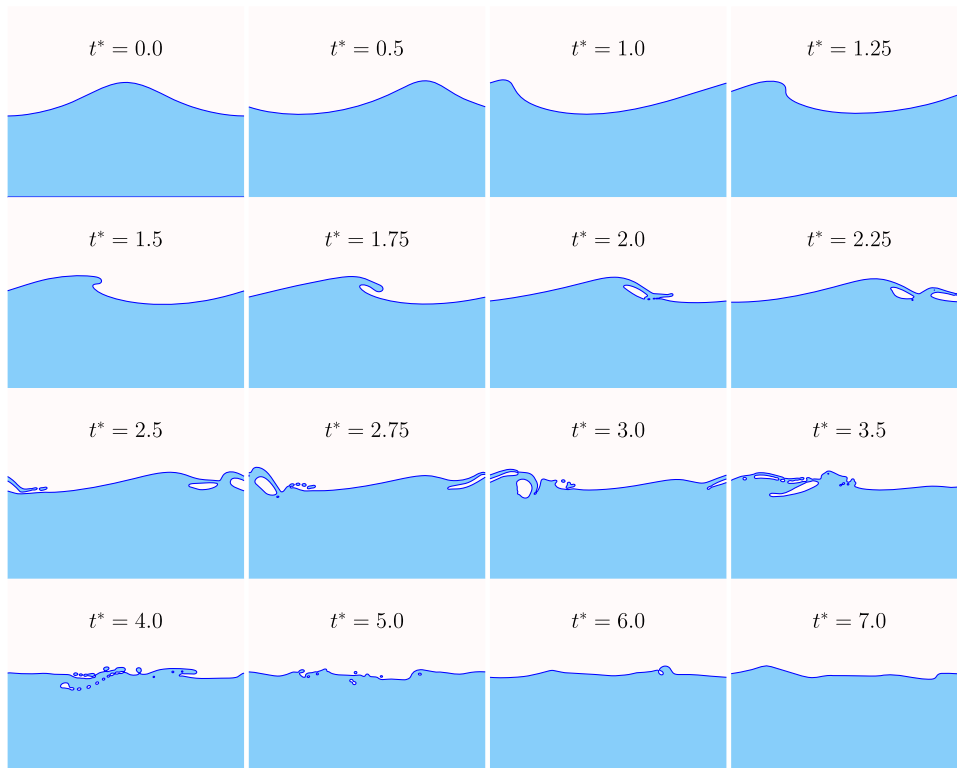 t* = 0.0
t* = 0.5
t* = 1.0
t* = 1.25
t* = 1.5
t* = 1.75
t* = 2.0
t* = 2.25
t* = 2.5
t* = 2.75
t* = 3.0
t* = 3.5
t* = 4.0
t* = 5.0
t* = 6.0
t* = 7.0